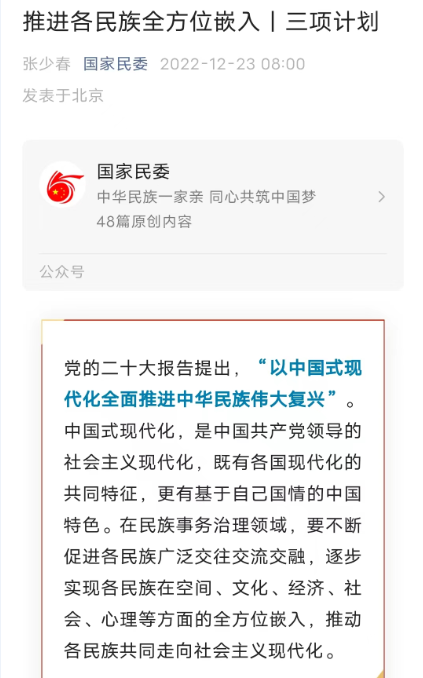 推进各民族全方位嵌入丨三项计划
张少春 国家民委 2022-12-23 08:00
发表于北京
国家民委
中华民族一家亲 同心共筑中国梦
48篇原创内容
公众号
党的二十大报告提出，“以中国式现
代化全面推进中华民族伟大复兴”。
中国式现代化，是中国共产党领导的
社会主义现代化，既有各国现代化的
共同特征，更有基于自己国情的中国
特色。在民族事务治理领域，要不断
促进各民族广泛交往交流交融，逐步
实现各民族在空间、文化、经济、社
会、心理等方面的全方位嵌入，推动
各民族共同走向社会主义现代化。